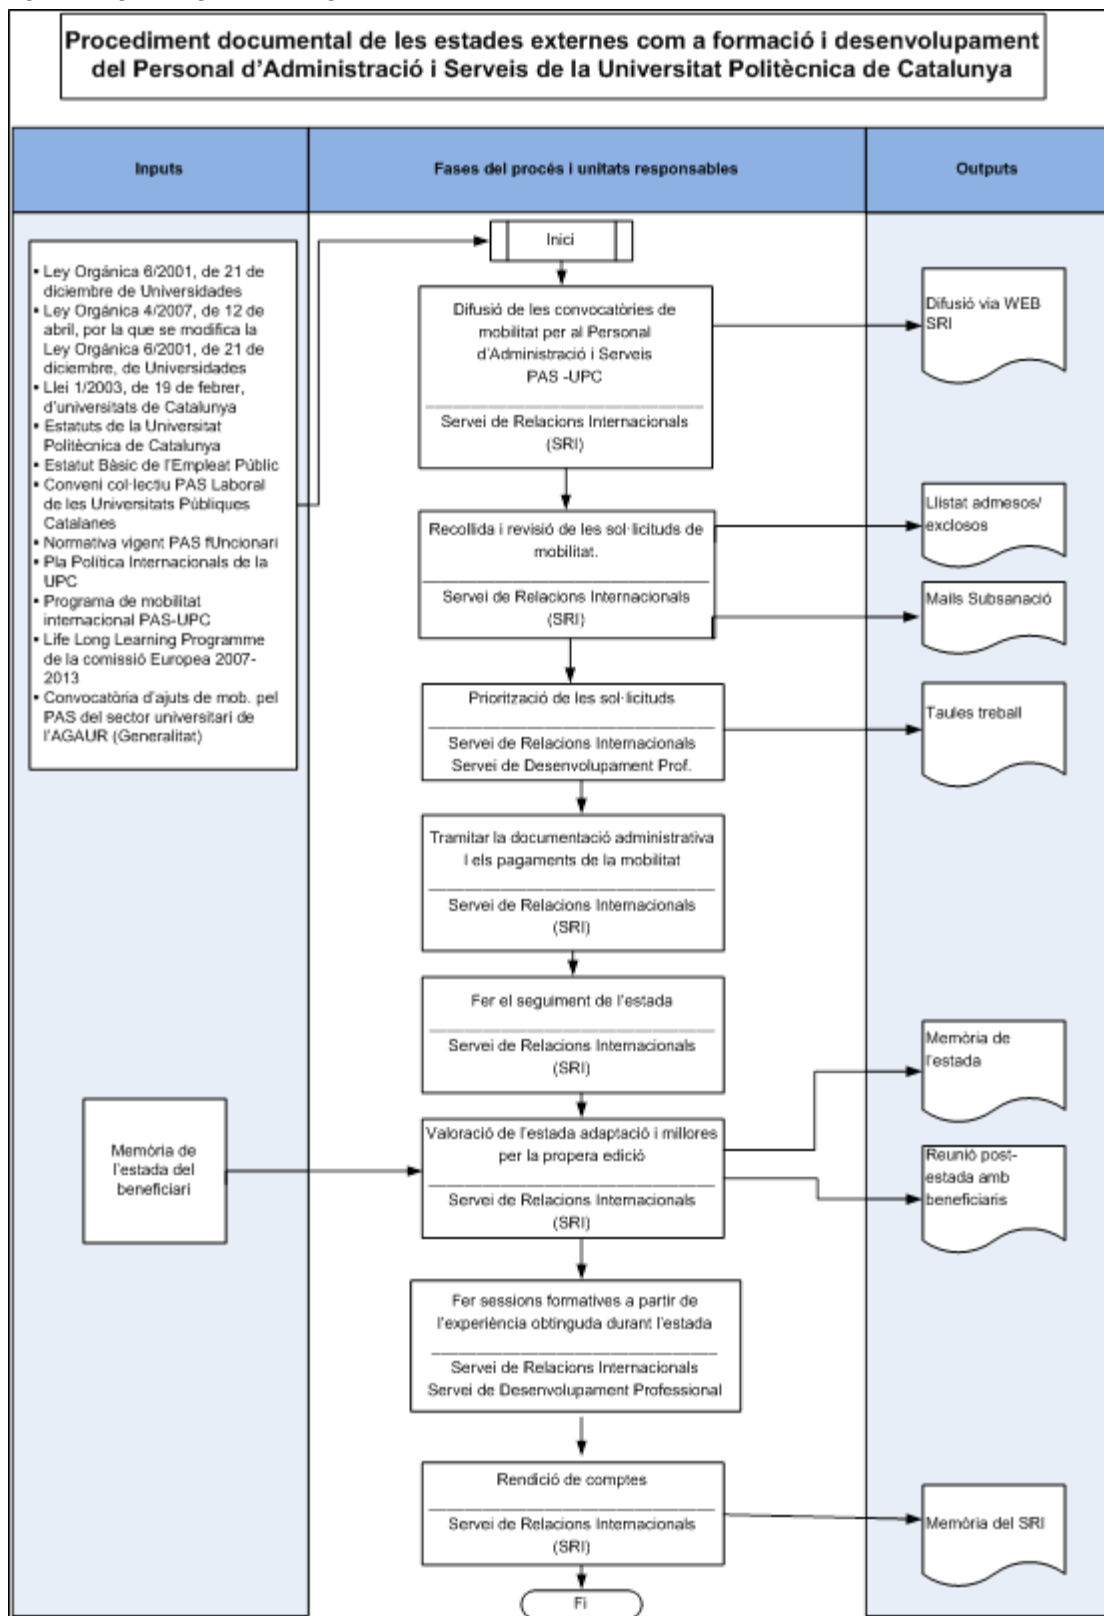 Procediment documental de les estades externes com a formació i desenvolupament
del Personal d'Administració i Serveis de la Universitat Politècnica de Catalunya
Inputs
Fases del procés i unitats responsables
Outputs
▪ Ley Orgánica 6/2001, de 21 de
diciembre de Universidades
▪ Ley Orgánica 4/2007, de 12 de
abril, por la que se modifica la
Ley Orgánica 6/2001, de 21 de
diciembre, de Universidades
▪ Llei 1/2003, de 19 de febrer,
d'universitats de Catalunya
▪ Estatuts de la Universitat
Politècnica de Catalunya
▪ Estatut Bàsic de l'Empleat Públic
▪ Conveni col·lectiu PAS Laboral
de les Universitats Públiques
Catalanes
▪ Normativa vigent PAS fUncionari
▪ Pla Política Internacionals de la
UPC
▪ Programa de mobilitat
internacional PAS-UPC
▪ Life Long Learning Programme
de la comissió Europea 2007-
2013
▪ Convocatòria d'ajuts de mob. pel
PAS del sector universitari de
l'AGAUR (Generalitat)
Inici
Difusió de les convocatòries de
mobilitat per al Personal
d'Administració i Serveis
PAS -UPC
Servei de Relacions Internacionals
(SRI)
Difusió via WEB
SRI
Recollida i revisió de les sol·licituds de
mobilitat.
Servei de Relacions Internacionals
(SRI)
Llistat admesos/
exclosos
Mails Subsanació
Priorització de les sol·licituds
Servei de Relacions Internacionals
Servei de Desenvolupament Prof.
Taules treball
Tramitar la documentació administrativa
I els pagaments de la mobilitat
Servei de Relacions Internacionals
(SRI)
Fer el seguiment de l'estada
Servei de Relacions Internacionals
(SRI)
Memòria de
l'estada
Memòria de
l'estada del
beneficiari
Valoració de l'estada adaptació i millores
per la propera edició
Servei de Relacions Internacionals
(SRI)
Reunió post-
estada amb
beneficiaris
Fer sessions formatives a partir de
l'experiència obtinguda durant l'estada
Servei de Relacions Internacionals
Servei de Desenvolupament Professional
Rendició de comptes
Servei de Relacions Internacionals
(SRI)
Memòria del SRI
Fi